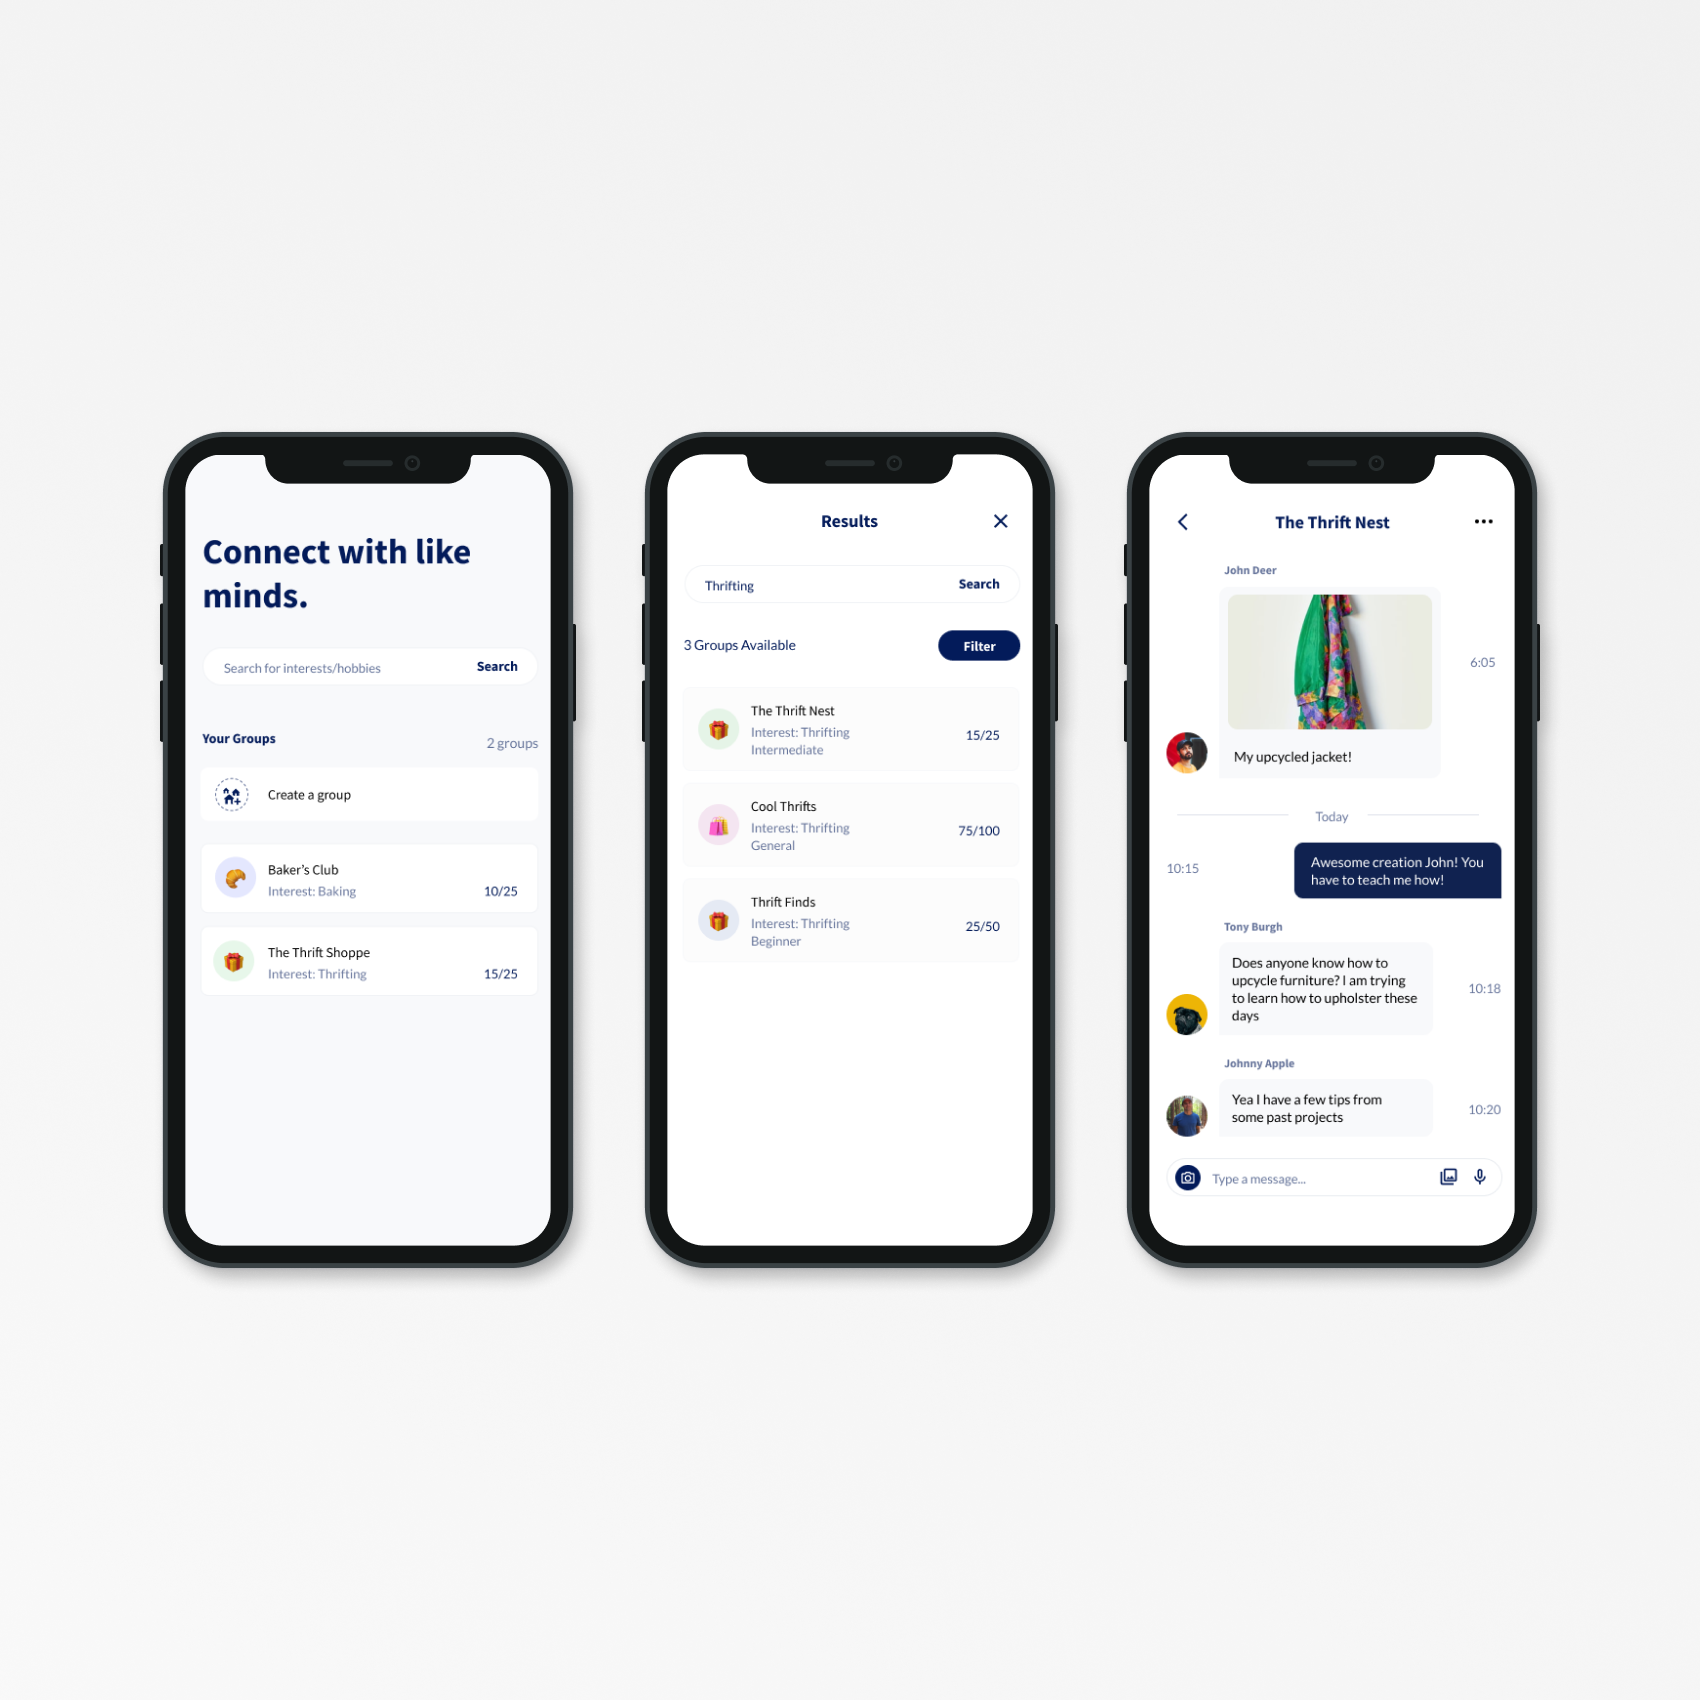 Connect with like
minds.
Search for interests/hobbies
Search
Your Groups
2 groups
Create a group
Baker's Club
Interest: Baking
10/25
The Thrift Shoppe
Interest: Thrifting
15/25
Results
Thrifting
Search
3 Groups Available
Filter
The Thrift Nest
Interest: Thrifting
Intermediate
15/25
Cool Thrifts
Interest: Thrifting
General
75/100
Thrift Finds
Interest: Thrifting
Beginner
25/50
The Thrift Nest
John Deer
6:05
My upcycled jacket!
Today
10:15
Awesome creation John! You
have to teach me how!
Tony Burgh
Does anyone know how to
upcycle furniture? I am trying
to learn how to upholster these
days
10:18
Johnny Apple
Yea I have a few tips from
some past projects
10:20
Type a message...